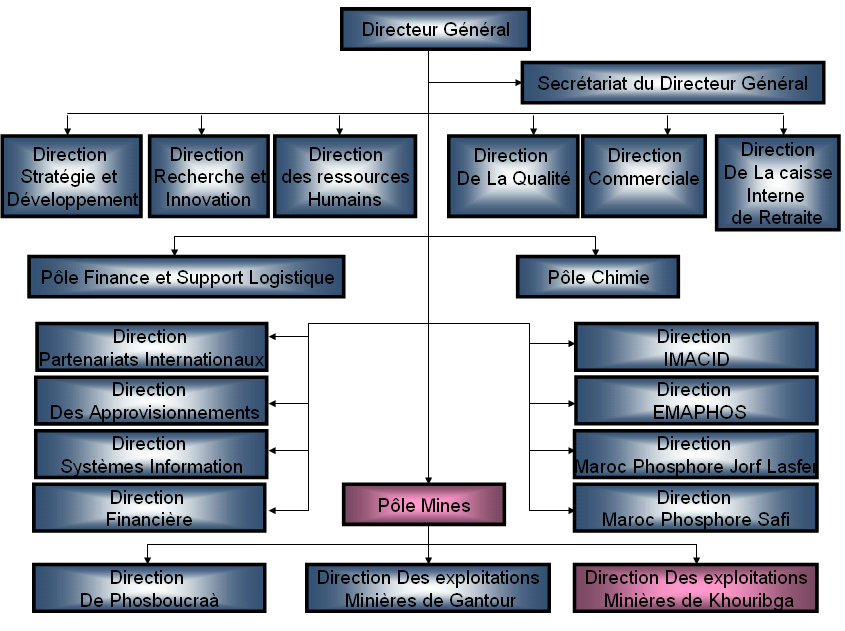 Directeur Général
Secrétariat du Directeur Général
Direction
Stratégie et
Développement
Direction
Recherche et
Innovation
Direction
des ressources
Humains
Direction
De La Qualité
Direction
Commerciale
Direction
De La caisse
Interne
de Retraite
Pôle Finance et Support Logistique
Pôle Chimie
Direction
Partenariats Internationaux
Direction
IMACID
Direction
Des Approvisionnements
Direction
EMAPHOS
Direction
Systèmes Information
Direction
Maroc Phosphore Jorf Lasfer
Direction
Financière
Pôle Mines
Direction
Maroc Phosphore Safi
Direction
De Phosboucraà
Direction Des exploitations
Minières de Gantour
Direction Des exploitations
Minières de Khouribga